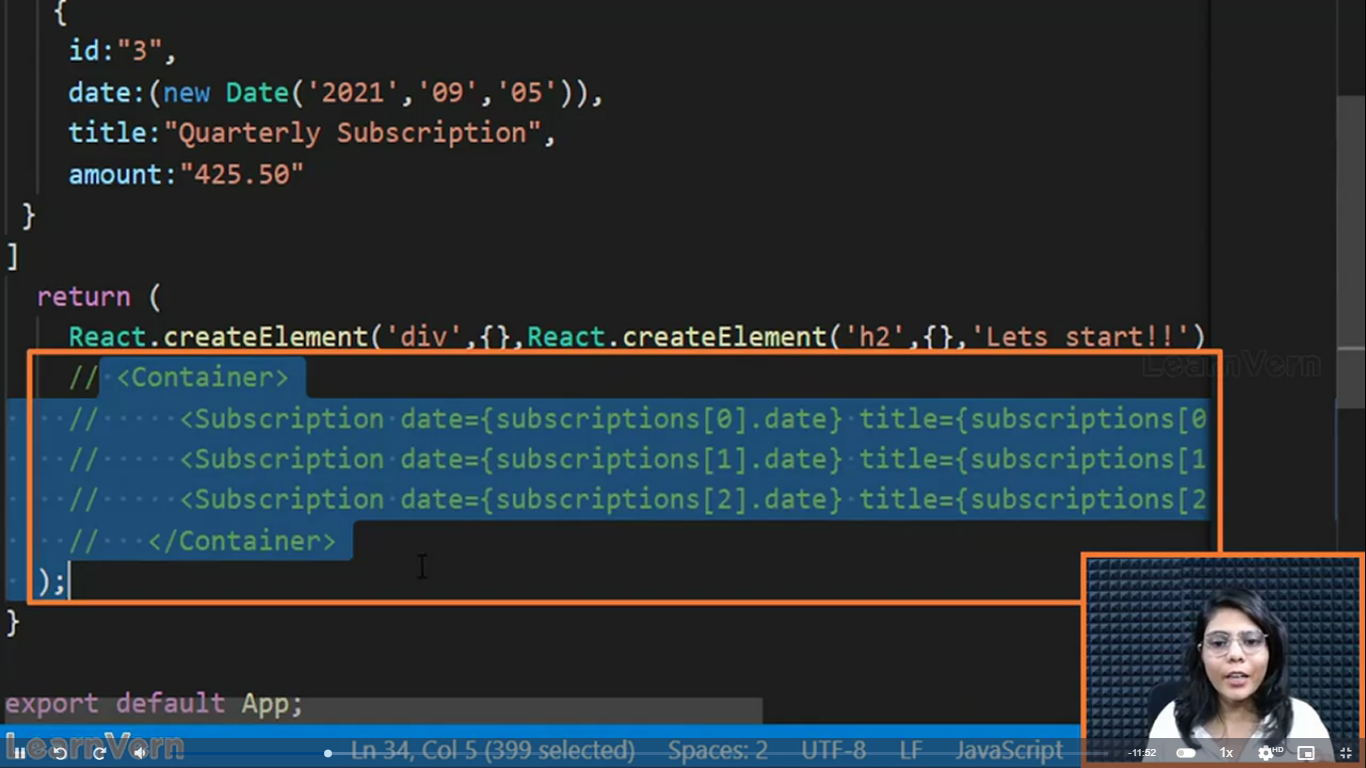 {
id:"3",
date:(new Date('2021','09','05')),
title:"Quarterly Subscription",
amount:"425.50"
}
]
return (
React.createElement('div',{},React.createElement('h2',{},'Lets start!!')
// <Container>
LearnVern
// <Subscription date={subscriptions[0].date} title={subscriptions[0
// <Subscription date={subscriptions[1].date} title={subscriptions[1
// <Subscription date={subscriptions[2].date} title={subscriptions[2
// </Container>
);
}
export default App;
LearnVern
Ln 34, Col 5 (399 selected) Spaces: 2 UTF-8 LF JavaScript
-11:52 1x HD